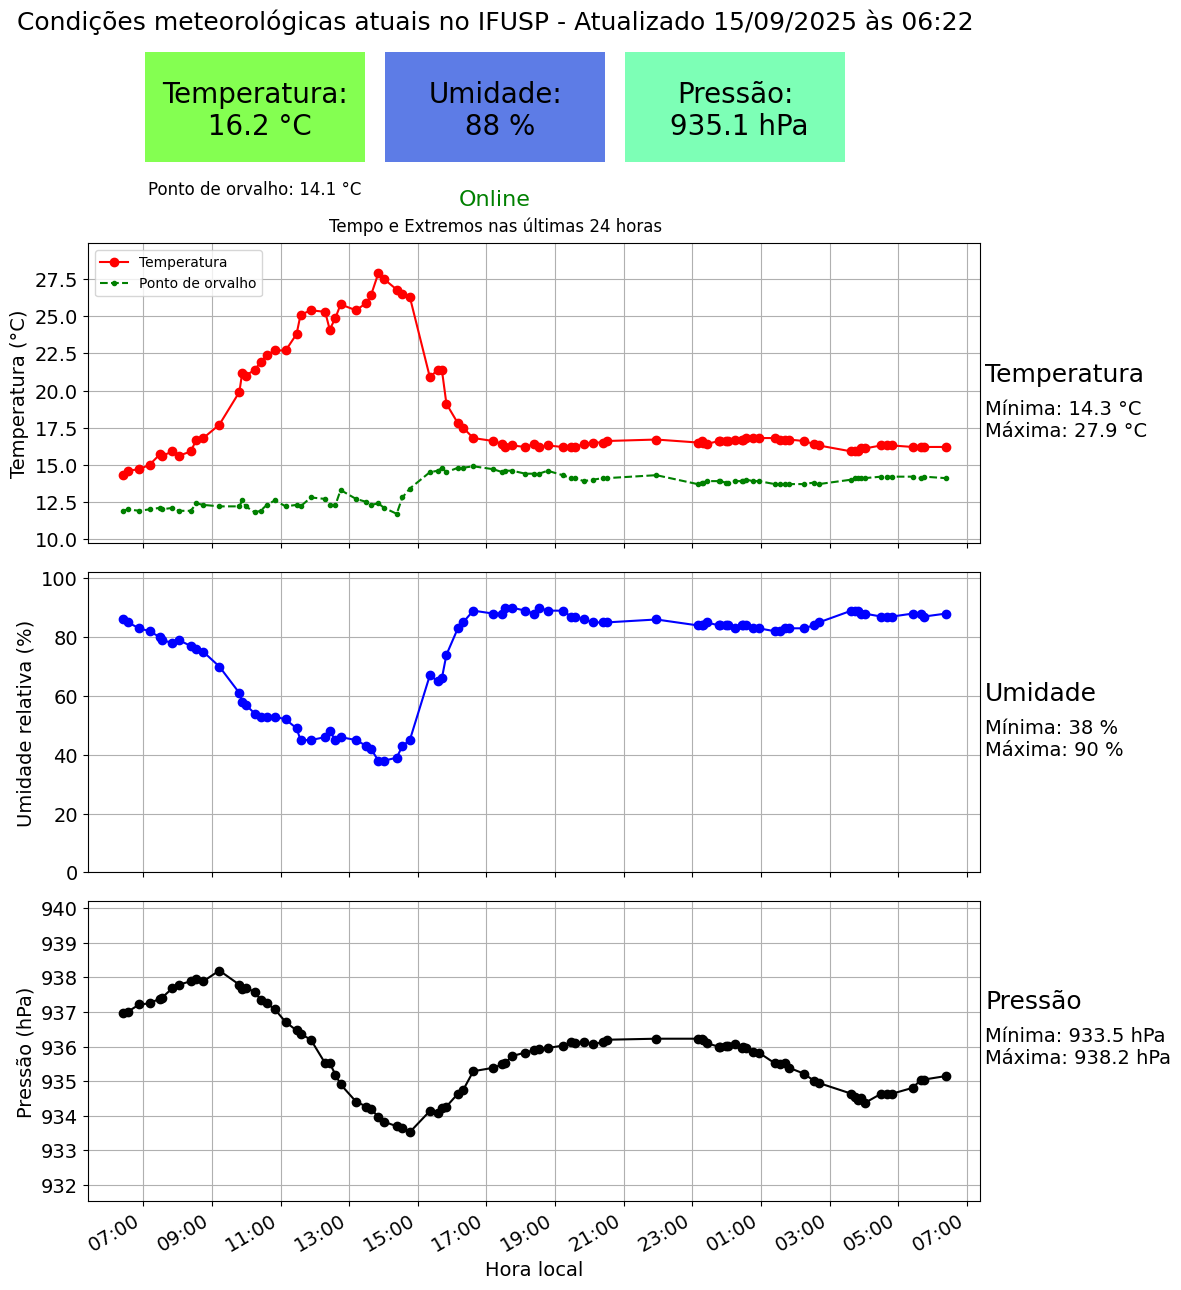 Condições meteorológicas atuais no IFUSP - Atualizado 15/09/2025 às 06:22
Temperatura:
16.2 °C
Umidade:
88 %
Pressão:
935.1 hPa
Ponto de orvalho: 14.1 °C
Online
Tempo e Extremos nas últimas 24 horas
Temperatura
Ponto de orvalho
Temperatura (°C)
27.5
25.0
22.5
20.0
17.5
15.0
12.5
10.0
Temperatura
Mínima: 14.3 °C
Máxima: 27.9 °C
Umidade relativa (%)
100
80
60
40
20
0
Umidade
Mínima: 38 %
Máxima: 90 %
Pressão (hPa)
940
939
938
937
936
935
934
933
932
Pressão
Mínima: 933.5 hPa
Máxima: 938.2 hPa
07:00 09:00 11:00 13:00 15:00 17:00 19:00 21:00 23:00 01:00 03:00 05:00 07:00
Hora local